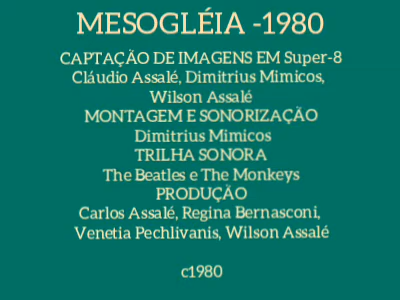 MESOGLÉIA -1980
CAPTAÇÃO DE IMAGENS EM Super-8
Cláudio Assalé, Dimitrius Mimicos,
Wilson Assalé
MONTAGEM E SONORIZAÇÃO
Dimitrius Mimicos
TRILHA SONORA
The Beatles e The Monkeys
PRODUÇÃO
Carlos Assalé, Regina Bernasconi,
Venetia Pechlivanis, Wilson Assalé
c1980